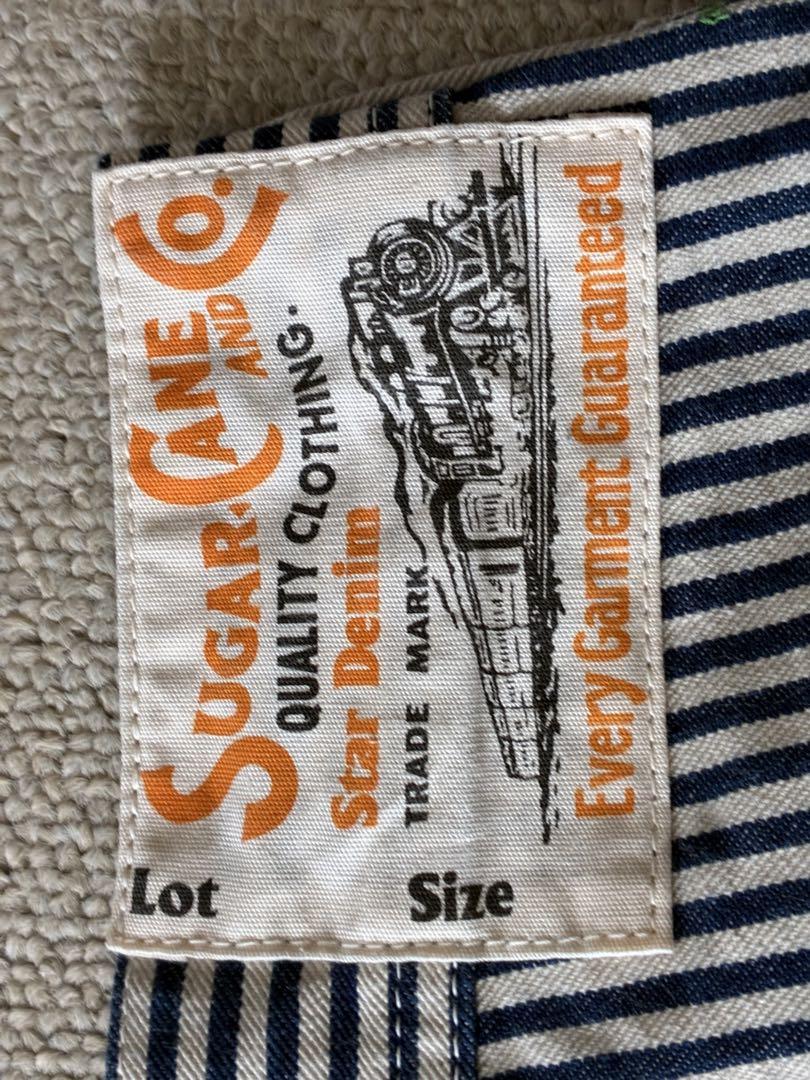 SUGAR·CANE AND CO.
QUALITY CLOTHING.
Star Denim
TRADE MARK
Every Garment Guaranteed
Lot
Size